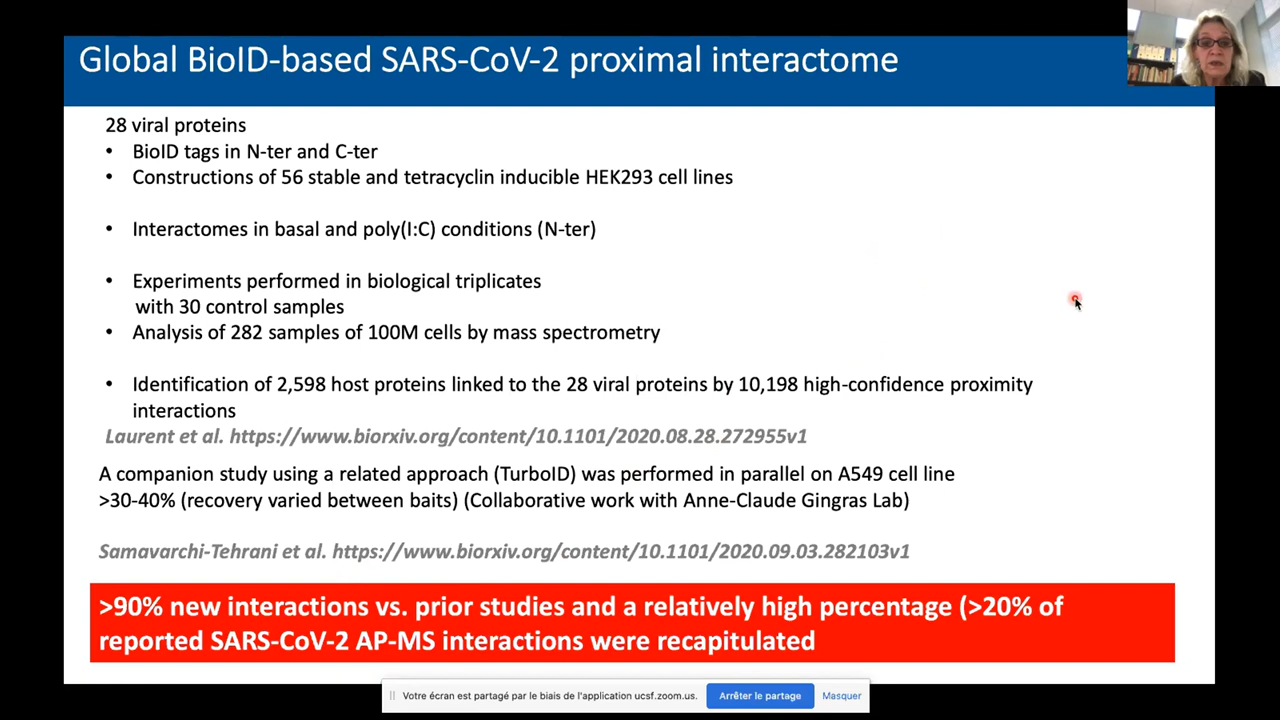 Global BioID-based SARS-CoV-2 proximal interactome
28 viral proteins
• BioID tags in N-ter and C-ter
• Constructions of 56 stable and tetracyclin inducible HEK293 cell lines
• Interactomes in basal and poly(I:C) conditions (N-ter)
• Experiments performed in biological triplicates
with 30 control samples
• Analysis of 282 samples of 100M cells by mass spectrometry
• Identification of 2,598 host proteins linked to the 28 viral proteins by 10,198 high-confidence proximity
interactions
Laurent et al. https://www.biorxiv.org/content/10.1101/2020.08.28.272955v1
A companion study using a related approach (TurboID) was performed in parallel on A549 cell line
>30-40% (recovery varied between baits) (Collaborative work with Anne-Claude Gingras Lab)
Samavarchi-Tehrani et al. https://www.biorxiv.org/content/10.1101/2020.09.03.282103v1
>90% new interactions vs. prior studies and a relatively high percentage (>20% of
reported SARS-CoV-2 AP-MS interactions were recapitulated
Votre écran est partagé par le biais de l'application ucsf.zoom.us. Arrêter le partage Masquer